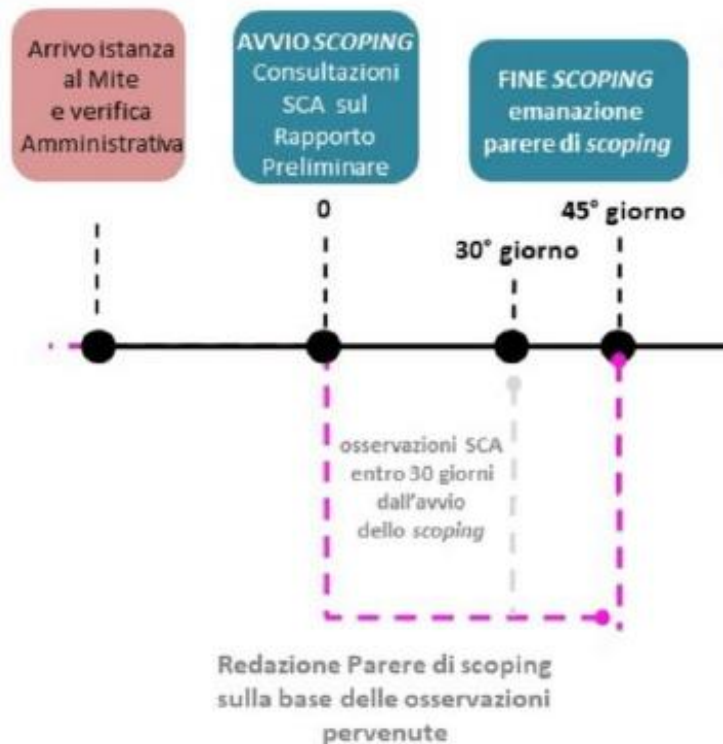 Arrivo istanza
al Mite
e verifica
Amministrativa
AVVIO SCOPING
Consultazioni
SCA sul
Rapporto
Preliminare
FINE SCOPING
emanazione
parere di scoping
0
30° giorno
45° giorno
osservazioni SCA
entro 30 giorni
dall'avvio
dello scoping
Redazione Parere di scoping
sulla base delle osservazioni
pervenute